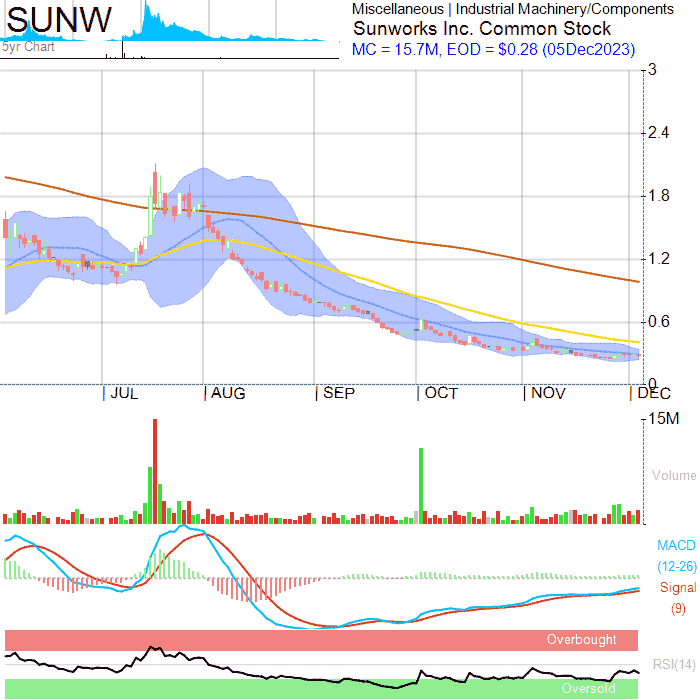 SUNW
5yr Chart
Miscellaneous | Industrial Machinery/Components
Sunworks Inc. Common Stock
MC = 15.7M, EOD = $0.28 (05Dec2023)
3
2.4
1.8
1.2
0.6
0
JUL AUG SEP OCT NOV DEC
15M
Volume
MACD
(12-26)
Signal
(9)
Overbought
RSI(14)
Oversold